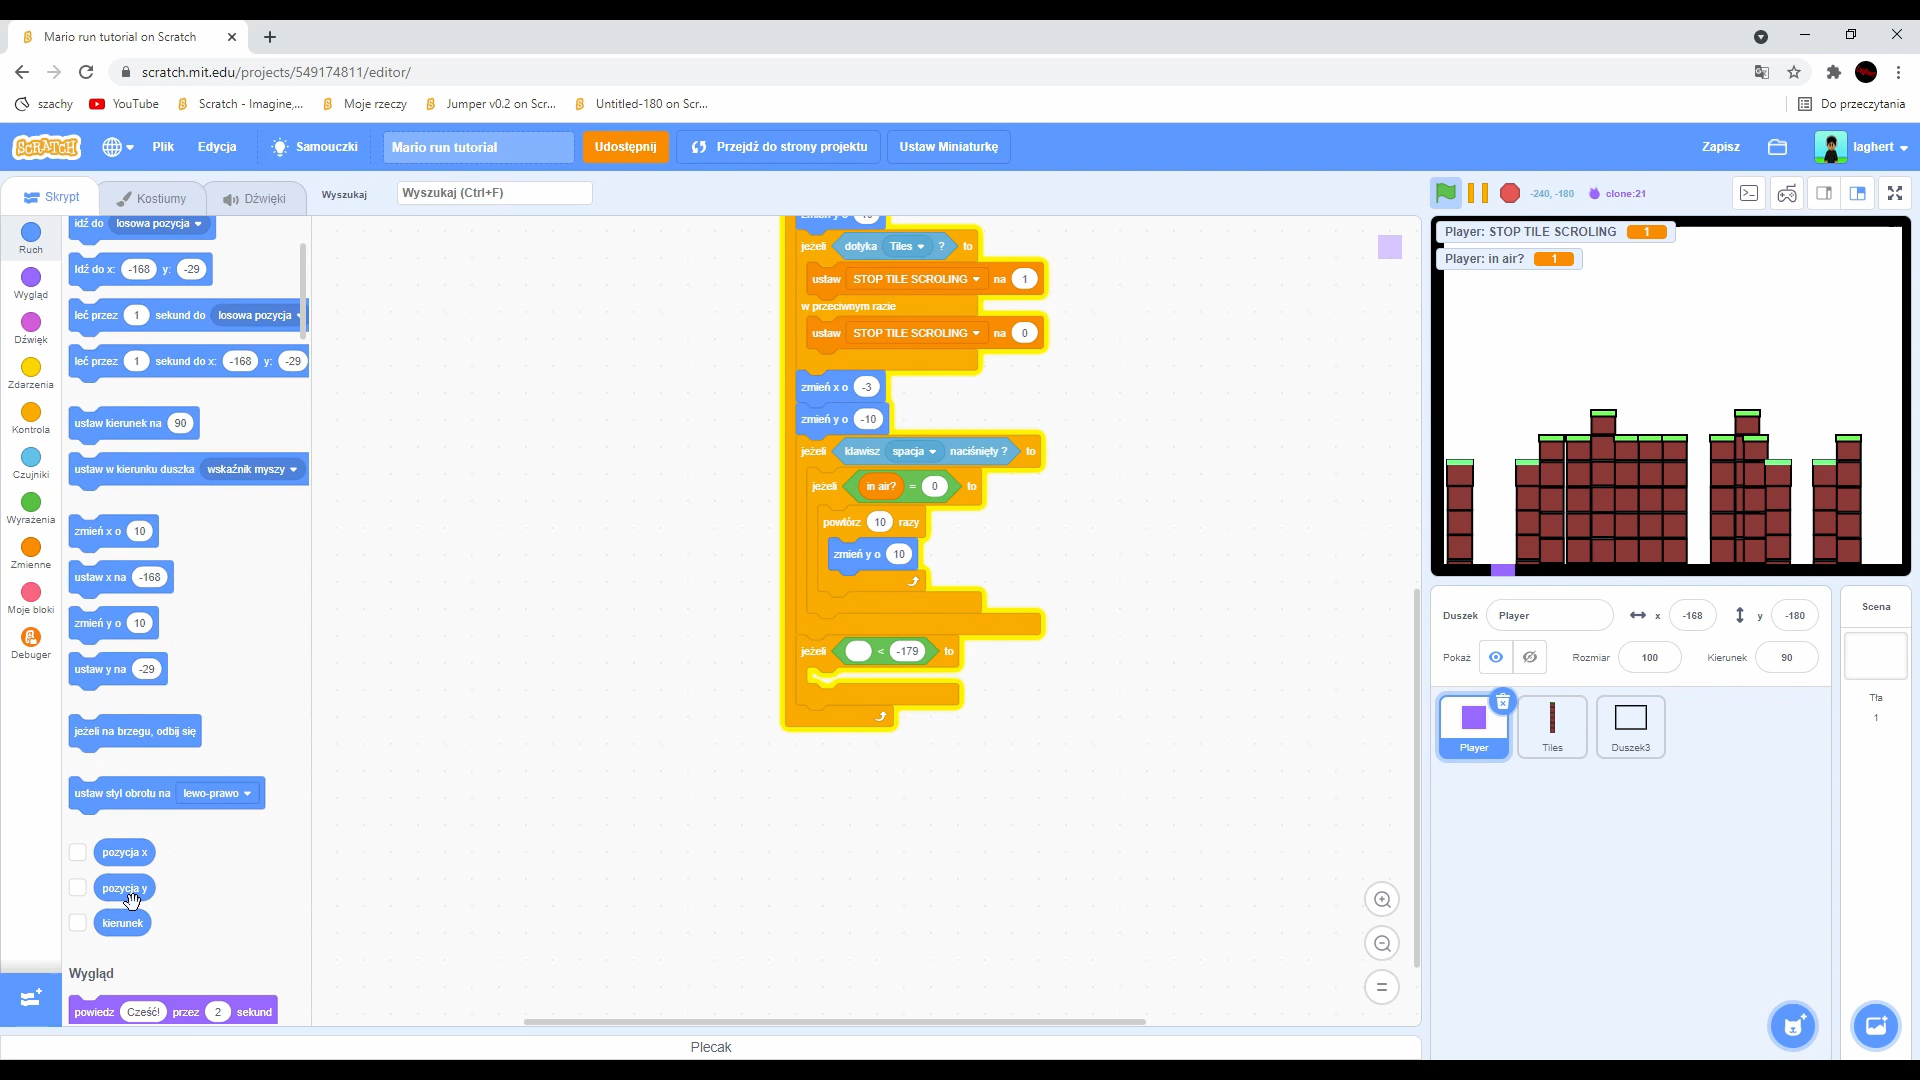 Mario run tutorial on Scratch
scratch.mit.edu/projects/549174811/editor/
szachy YouTube Scratch - Imagine,... Moje rzeczy Jumper v0.2 on Scr... Untitled-180 on Scr... Do przeczytania
SCRATCH Plik Edycja Samouczki Mario run tutorial Udostępnij Przejdź do strony projektu Ustaw Miniaturkę Zapisz laghert
Skrypt Kostiumy Dźwięki Wyszukaj Wyszukaj (Ctrl+F) -240, -180 clone:21
Ruch
Wygląd
Dźwięk
Zdarzenia
Kontrola
Czujniki
Wyrażenia
Zmienne
Moje bloki
Debuger
idź do losowa pozycja
Idź do x: -168 y: -29
leć przez 1 sekund do losowa pozycja
leć przez 1 sekund do x: -168 y: -29
ustaw kierunek na 90
ustaw w kierunku duszka wskaźnik myszy
zmień x o 10
ustaw x na -168
zmień y o 10
ustaw y na -29
jeżeli na brzegu, odbij się
ustaw styl obrotu na lewo-prawo
pozycja x
pozycja y
kierunek
Wygląd
powiedz Cześć! przez 2 sekund
jeżeli dotyka Tiles ? to
ustaw STOP TILE SCROLING na 1
w przeciwnym razie
ustaw STOP TILE SCROLING na 0
zmień x o -3
zmień y o -10
jeżeli klawisz spacja naciśnięty ? to
jeżeli in air? = 0 to
powtórz 10 razy
zmień y o 10
jeżeli < -179 to
Player: STOP TILE SCROLING 1
Player: in air? 1
Duszek Player x -168 y -180
Pokaż Rozmiar 100 Kierunek 90
Player
Tiles
Duszek3
Scena
Tła
1
Plecak